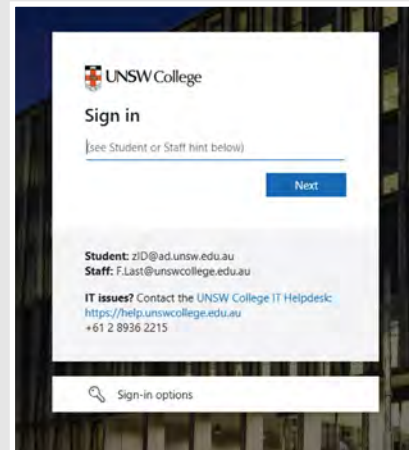 UNSW College
Sign in
(see Student or Staff hint below)
Next
Student: zID@ad.unsw.edu.au
Staff: F.Last@unswcollege.edu.au
IT issues? Contact the UNSW College IT Helpdesk:
https://help.unswcollege.edu.au
+61 2 8936 2215
Sign-in options